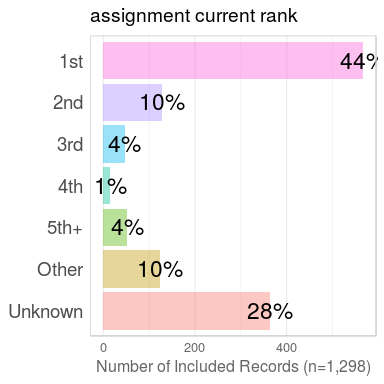 assignment current rank
1st 44%
2nd 10%
3rd 4%
4th 1%
5th+ 4%
Other 10%
Unknown 28%
0 200 400
Number of Included Records (n=1,298)